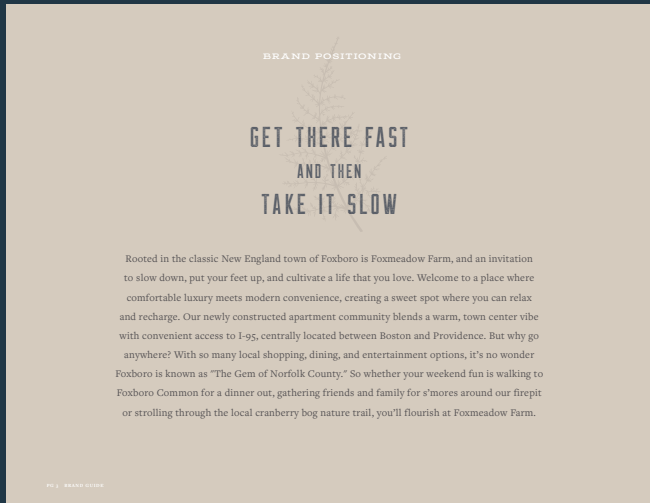 BRAND POSITIONING
GET THERE FAST
AND THEN
TAKE IT SLOW
Rooted in the classic New England town of Foxboro is Foxmeadow Farm, and an invitation
to slow down, put your feet up, and cultivate a life that you love. Welcome to a place where
comfortable luxury meets modern convenience, creating a sweet spot where you can relax
and recharge. Our newly constructed apartment community blends a warm, town center vibe
with convenient access to I-95, centrally located between Boston and Providence. But why go
anywhere? With so many local shopping, dining, and entertainment options, it's no wonder
Foxboro is known as "The Gem of Norfolk County." So whether your weekend fun is walking to
Foxboro Common for a dinner out, gathering friends and family for s'mores around our firepit
or strolling through the local cranberry bog nature trail, you'll flourish at Foxmeadow Farm.
BRAND GUIDE